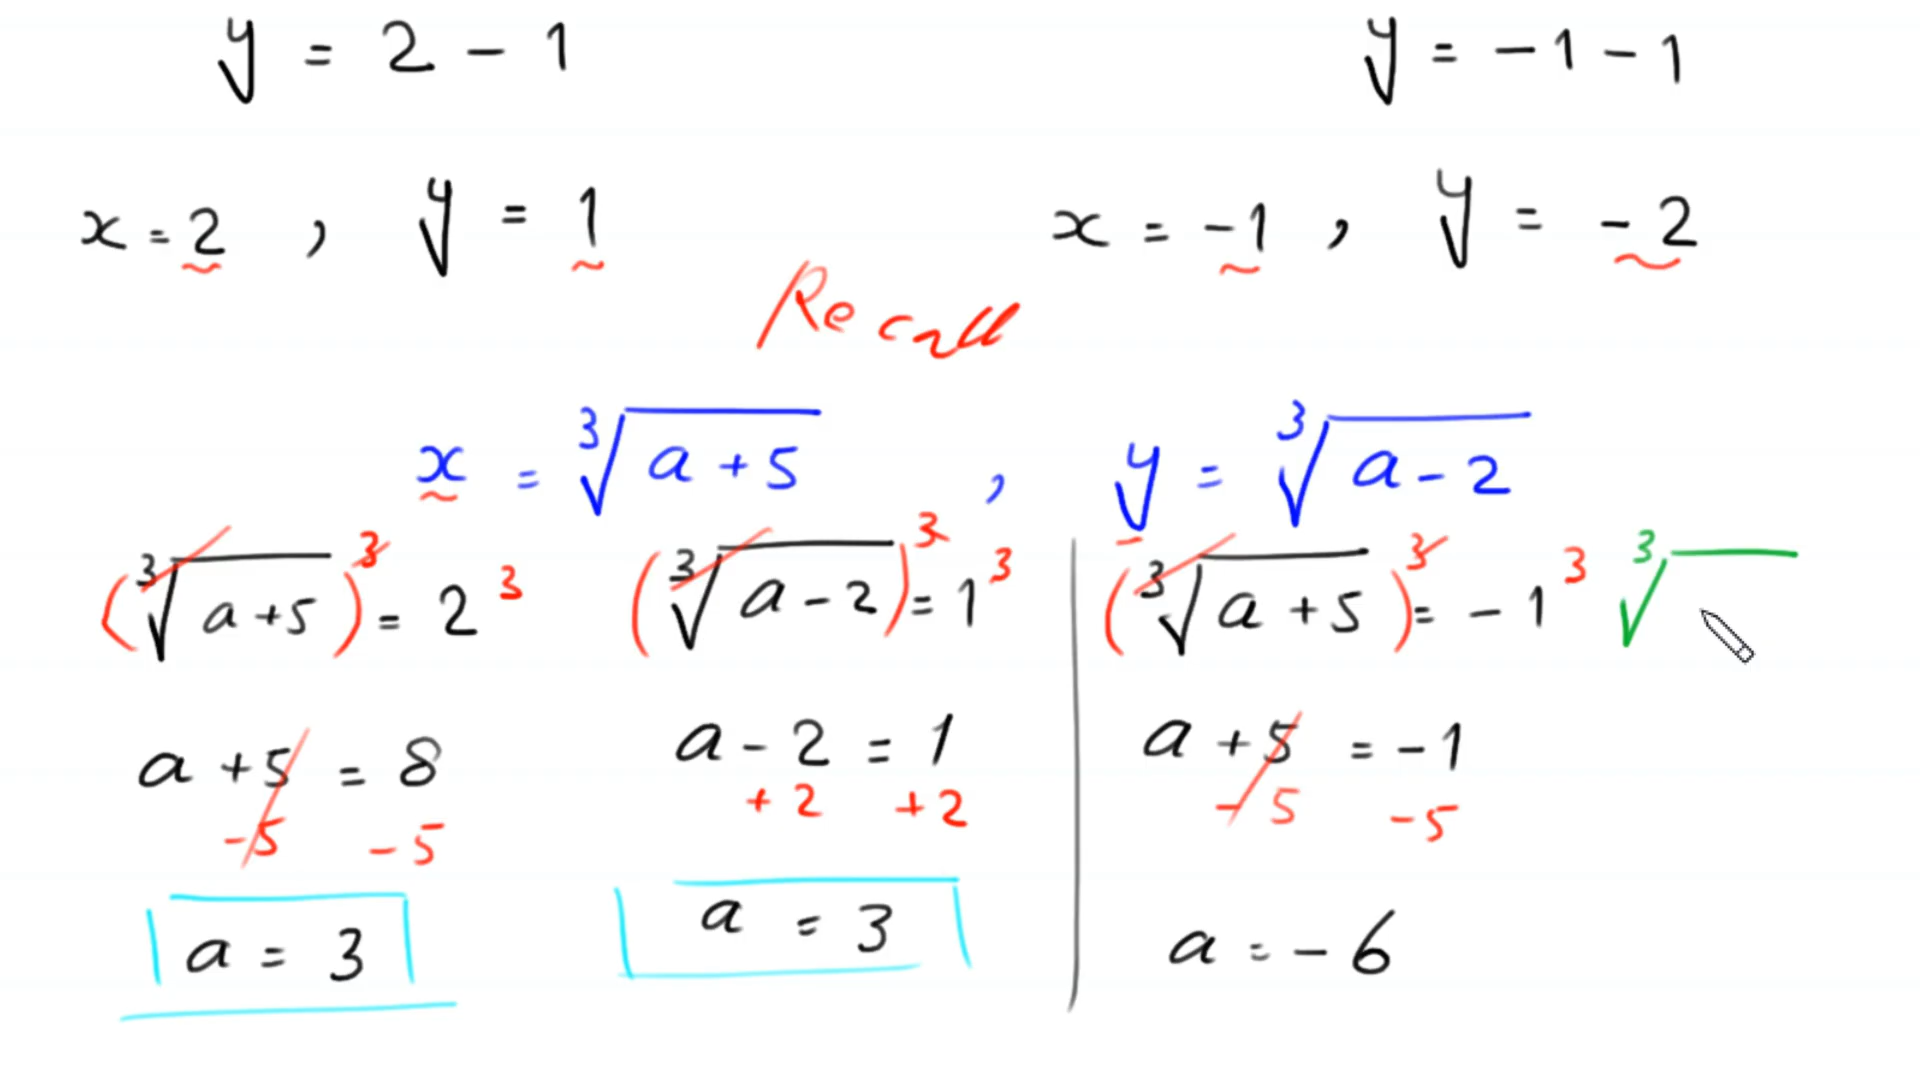 y = 2 - 1
y = -1 - 1
x = 2 , y = 1
x = -1 , y = -2
Recall
x = ∛(a + 5) , y = ∛(a - 2)
(∛(a + 5))³ = 2³
(∛(a - 2))³ = 1³
(∛(a + 5))³ = -1³
∛
a + 5 = 8
-5 -5
a - 2 = 1
+2 +2
a + 5 = -1
-5 -5
a = 3
a = 3
a = -6